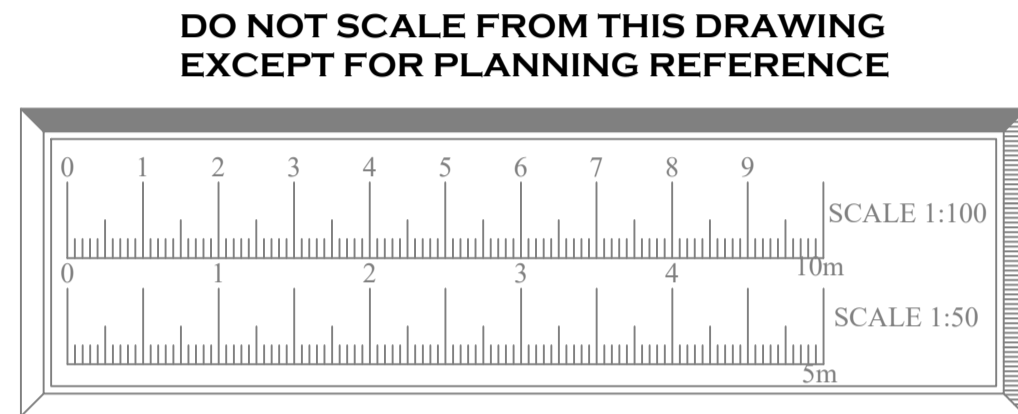 DO NOT SCALE FROM THIS DRAWING
EXCEPT FOR PLANNING REFERENCE
0 1 2 3 4 5 6 7 8 9
SCALE 1:100
10m
0 1 2 3 4
SCALE 1:50
5m